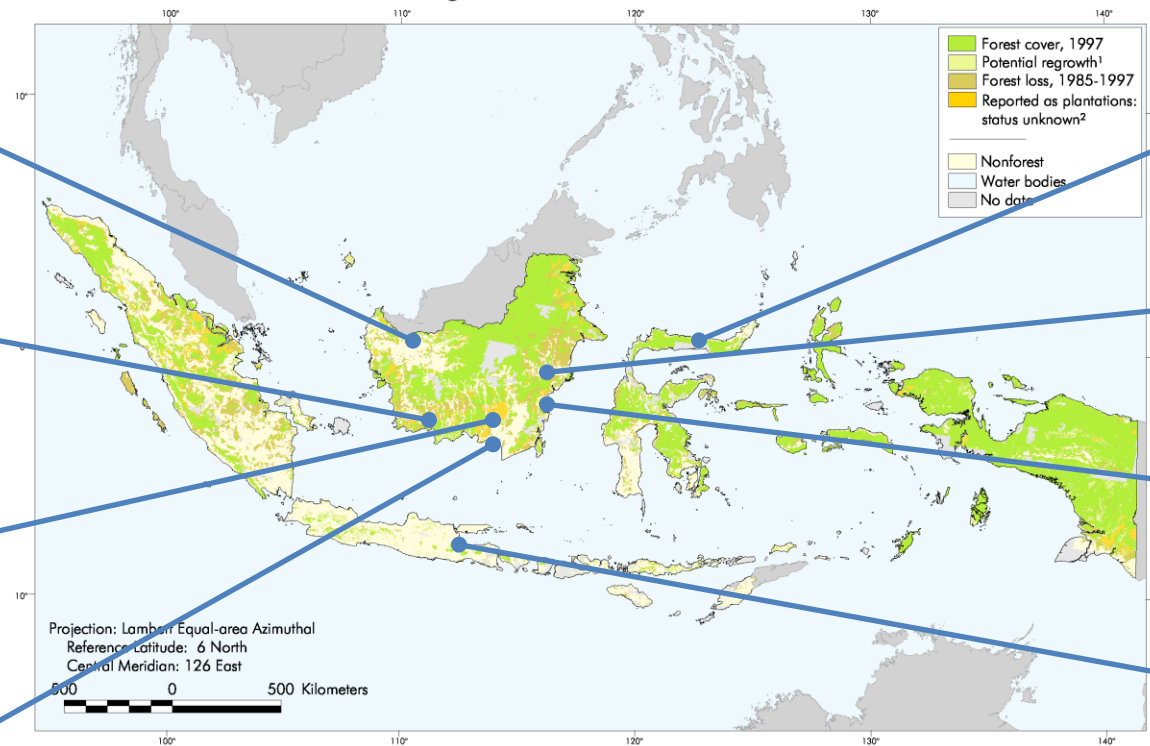 100° 110° 120° 130° 140°
Forest cover, 1997
Potential regrowth¹
Forest loss, 1985-1997
Reported as plantations:
status unknown²
Nonforest
Water bodies
No data
10°
10°
Projection: Lambert Equal-area Azimuthal
Reference Latitude: 6 North
Central Meridian: 126 East
500 0 500 Kilometers
100° 110° 120° 130° 140°